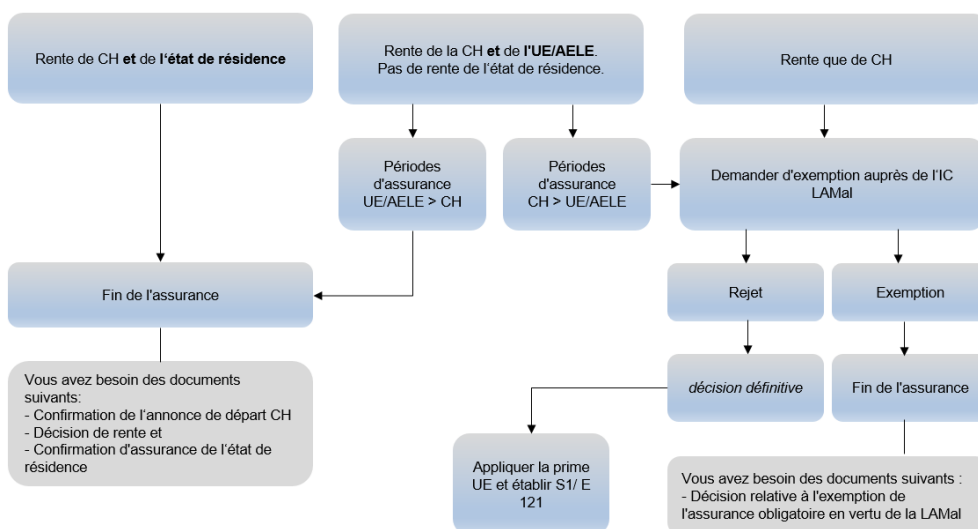 Rente de CH et de l'état de résidence
Rente de la CH et de l'UE/AELE.
Pas de rente de l'état de résidence.
Rente que de CH
Périodes
d'assurance
UE/AELE > CH
Périodes
d'assurance
CH > UE/AELE
Demander d'exemption auprès de l'IC
LAMal
Fin de l'assurance
Rejet
Exemption
Vous avez besoin des documents
suivants:
- Confirmation de l'annonce de départ CH
- Décision de rente et
- Confirmation d'assurance de l'état de
résidence
décision définitive
Fin de l'assurance
Appliquer la prime
UE et établir S1/ E
121
Vous avez besoin des documents suivants :
- Décision relative à l'exemption de
l'assurance obligatoire en vertu de la LAMal